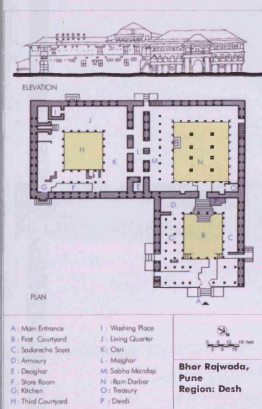 ELEVATION
J
H
K
L
M
N
G
F
E
D
C
B
C
A
PLAN
A : Main Entrance
B : First Courtyard
C : Sadarecha Sopa
D : Armoury
E : Deoghar
F : Store Room
G : Kitchen
H : Third Courtyard
I : Washing Place
J : Living Quarter
K : Osri
L : Majghar
M: Sabha Mandap
N : Ram Darbar
O : Treasury
P : Devdi
Bhor Rajwada,
Pune
Region: Desh